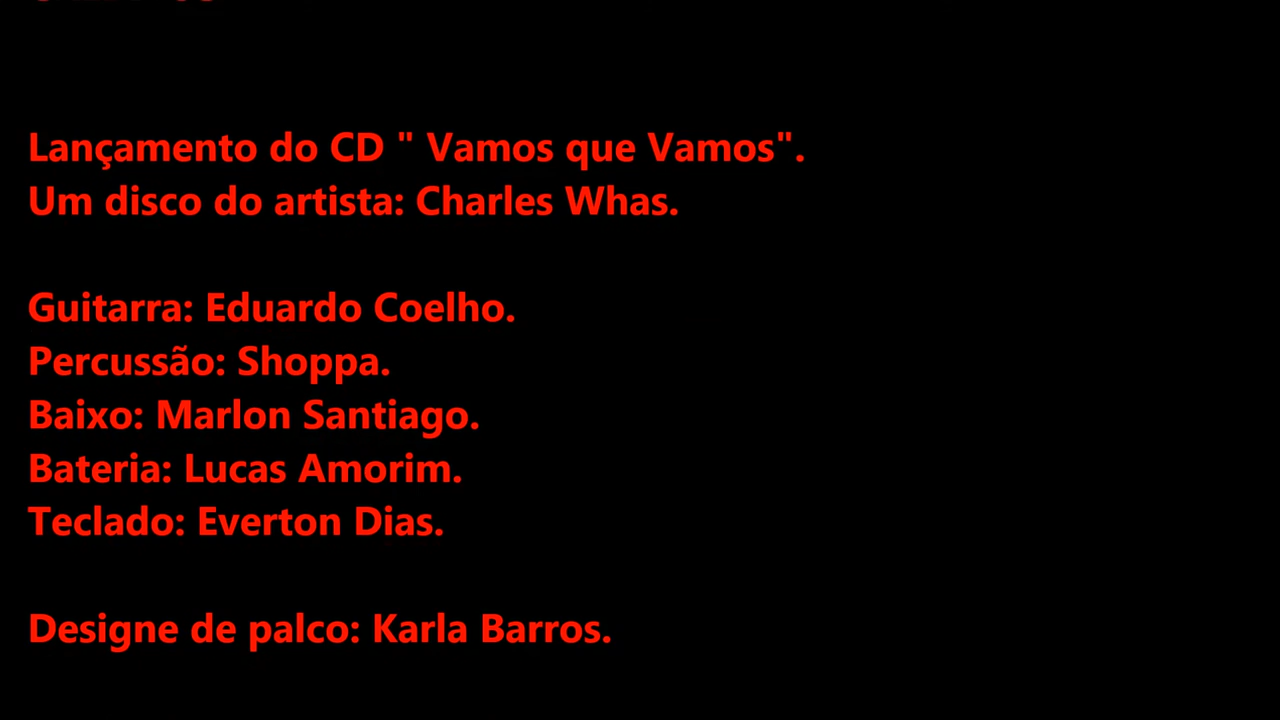 Lançamento do CD " Vamos que Vamos".
Um disco do artista: Charles Whas.
Guitarra: Eduardo Coelho.
Percussão: Shoppa.
Baixo: Marlon Santiago.
Bateria: Lucas Amorim.
Teclado: Everton Dias.
Designe de palco: Karla Barros.